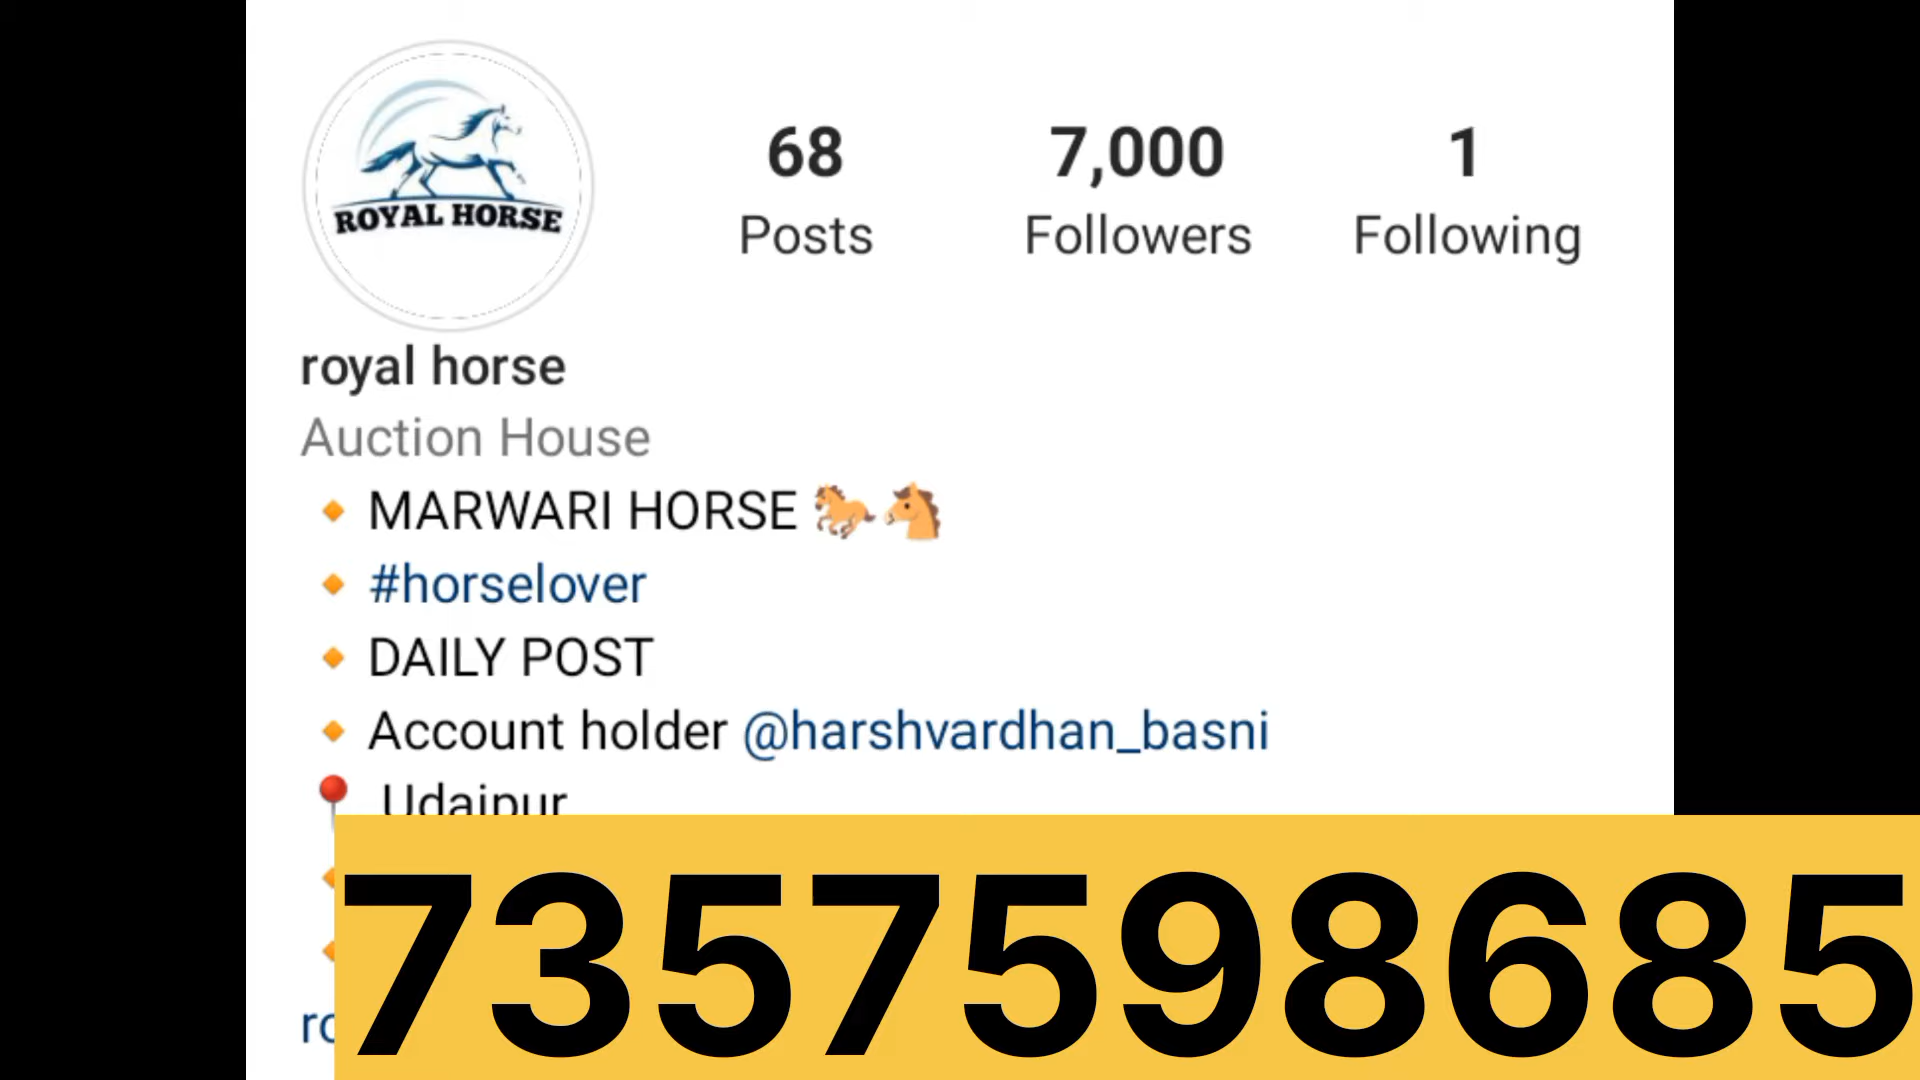 ROYAL HORSE
68 7,000 1
Posts Followers Following
royal horse
Auction House
🔸 MARWARI HORSE 🐎🐴
🔸 #horselover
🔸 DAILY POST
🔸 Account holder @harshvardhan_basni
📍 Udaipur
7357598685